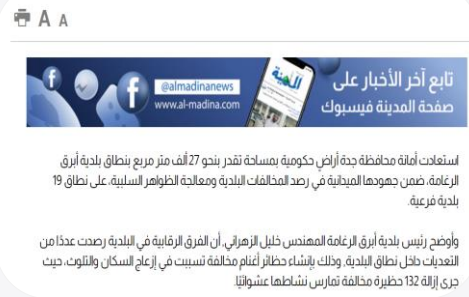 A A
تابع آخر الأخبار على
صفحة المدينة فيسبوك
المدينة
@almadinanews
www.al-madina.com
استعادت أمانة محافظة جدة أراضٍ حكومية بمساحة تقدر بنحو 27 ألف متر مربع بنطاق بلدية أبرق
الرغامة، ضمن جهودها الميدانية في رصد المخالفات البلدية ومعالجة الظواهر السلبية، على نطاق 19
بلدية فرعية.
وأوضح رئيس بلدية أبرق الرغامة المهندس خليل الزهراني, أن الفرق الرقابية في البلدية رصدت عددًا من
التعديات داخل نطاق البلدية, وذلك بإنشاء حظائر أغنام مخالفة تسببت في إزعاج السكان والتلوث، حيث
جرى إزالة 132 حظيرة مخالفة تمارس نشاطها عشوائيًا.